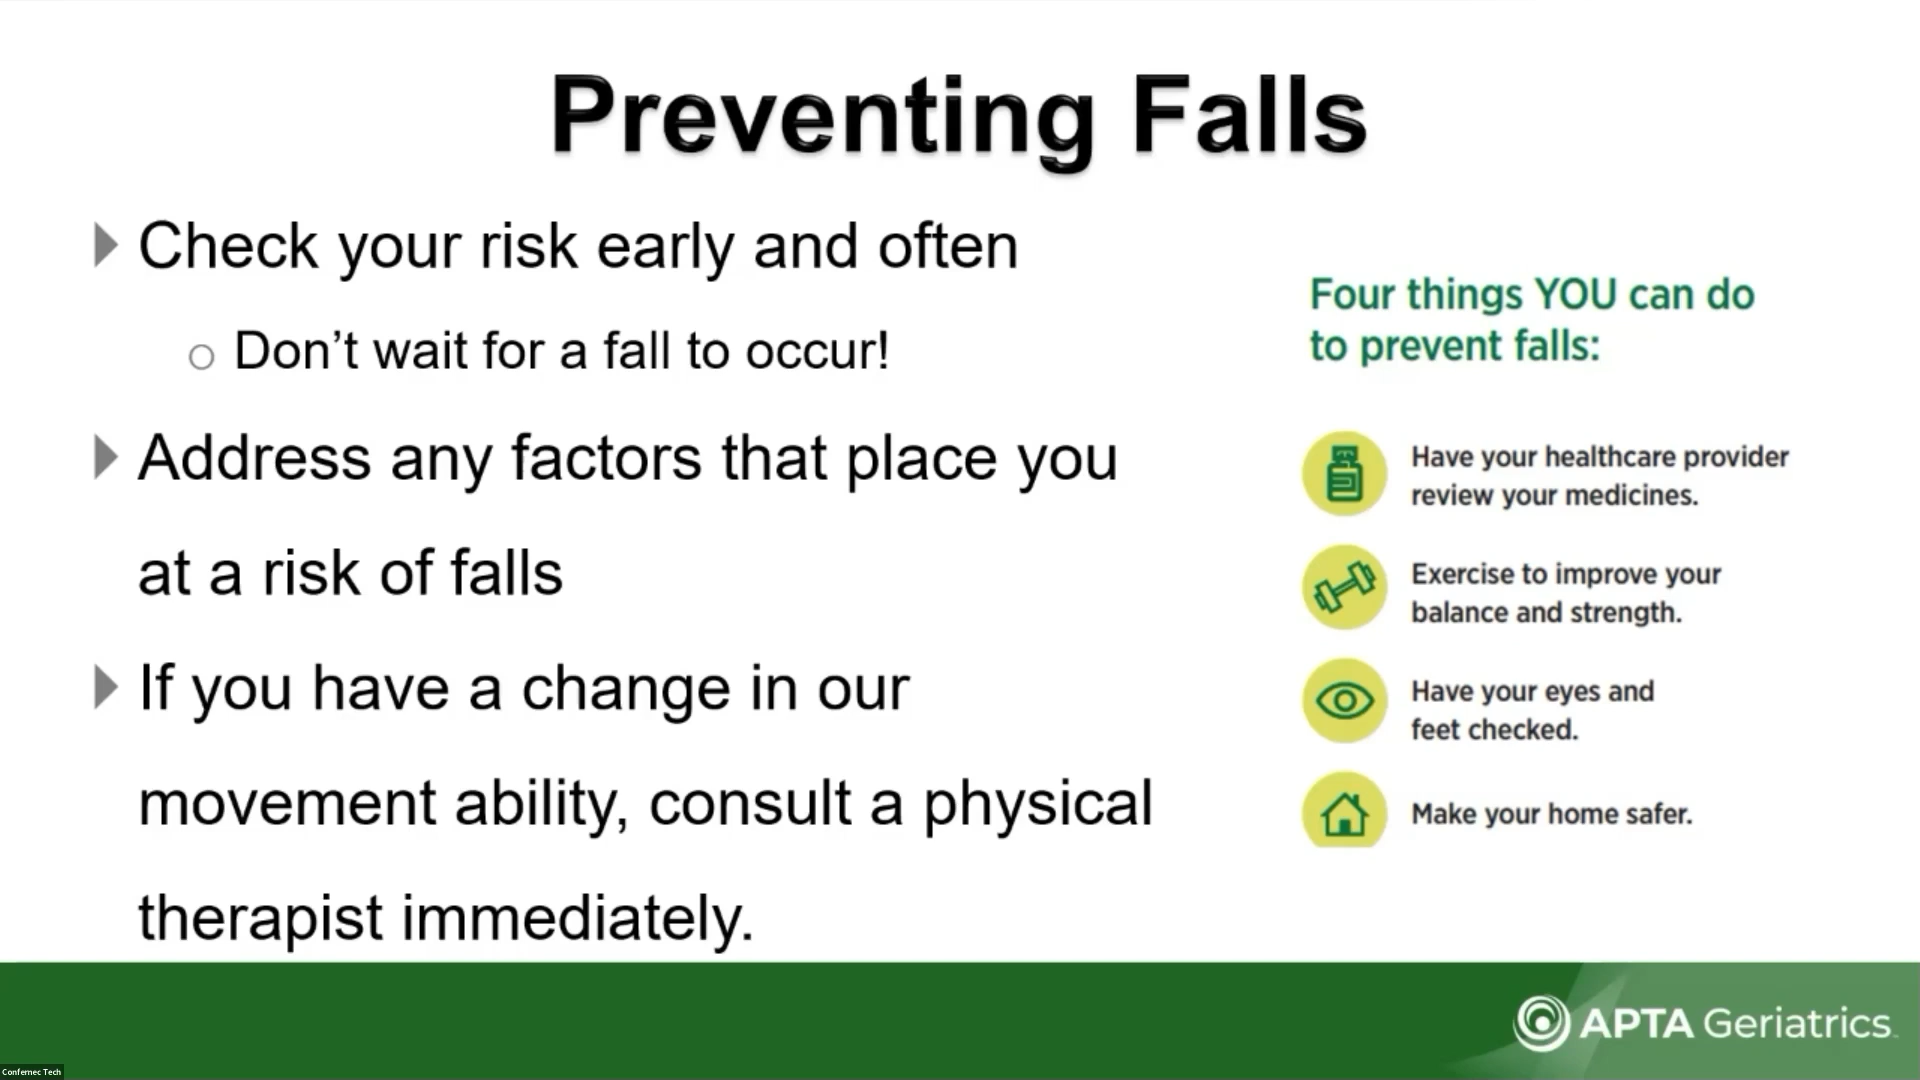 Preventing Falls
Check your risk early and often
Don’t wait for a fall to occur!
Address any factors that place you
at a risk of falls
If you have a change in our
movement ability, consult a physical
therapist immediately.
Four things YOU can do
to prevent falls:
Have your healthcare provider
review your medicines.
Exercise to improve your
balance and strength.
Have your eyes and
feet checked.
Make your home safer.
APTA Geriatrics
Confernec Tech